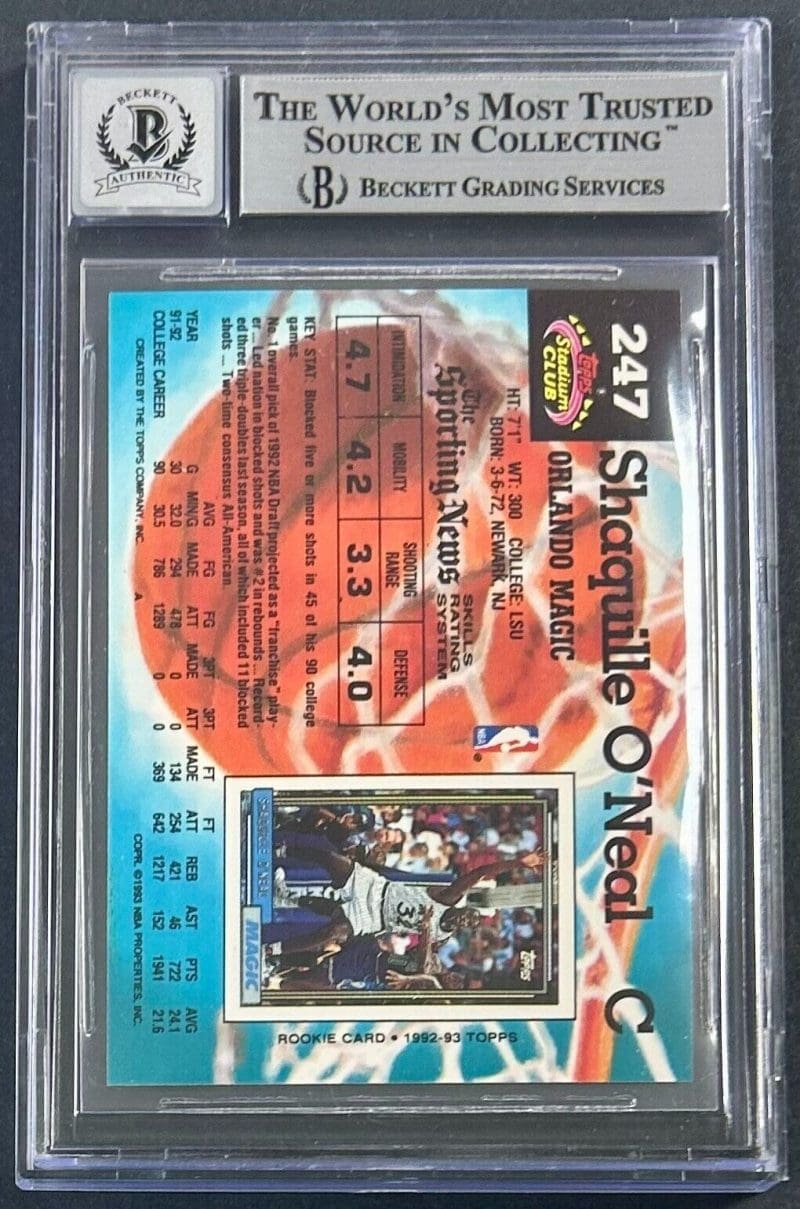 BECKETT
B
AUTHENTIC
THE WORLD'S MOST TRUSTED
SOURCE IN COLLECTING™
B BECKETT GRADING SERVICES
247 Shaquille O'Neal C
Topps
Stadium
CLUB
ORLANDO MAGIC
HT: 7'1" WT: 300 COLLEGE: LSU
BORN: 3-6-72, NEWARK, NJ
NBA ®
The Sporting News
SKILLS
RATING
SYSTEM
INTIMIDATION MOBILITY SHOOTING RANGE DEFENSE
4.7 4.2 3.3 4.0
KEY STAT: Blocked five or more shots in 45 of his 90 college
games.
No. 1 overall pick of 1992 NBA Draft projected as a "franchise" play-
er ... Led nation in blocked shots and was #2 in rebounds ... Record-
ed three triple-doubles last season, all of which included 11 blocked
shots ... Two-time consensus All-American.
AVG FG FG 3PT 3PT FT FT
YEAR G MIN/G MADE ATT MADE ATT MADE ATT REB AST PTS AVG
91-92 30 32.0 294 478 0 0 134 254 421 46 722 24.1
COLLEGE CAREER 90 30.5 786 1289 0 0 369 642 1217 152 1941 21.6
CREATED BY THE TOPPS COMPANY, INC. A COPR. ©1993 NBA PROPERTIES, INC.
topps
32
SHAQUILLE O'NEAL
MAGIC
ROOKIE CARD • 1992-93 TOPPS